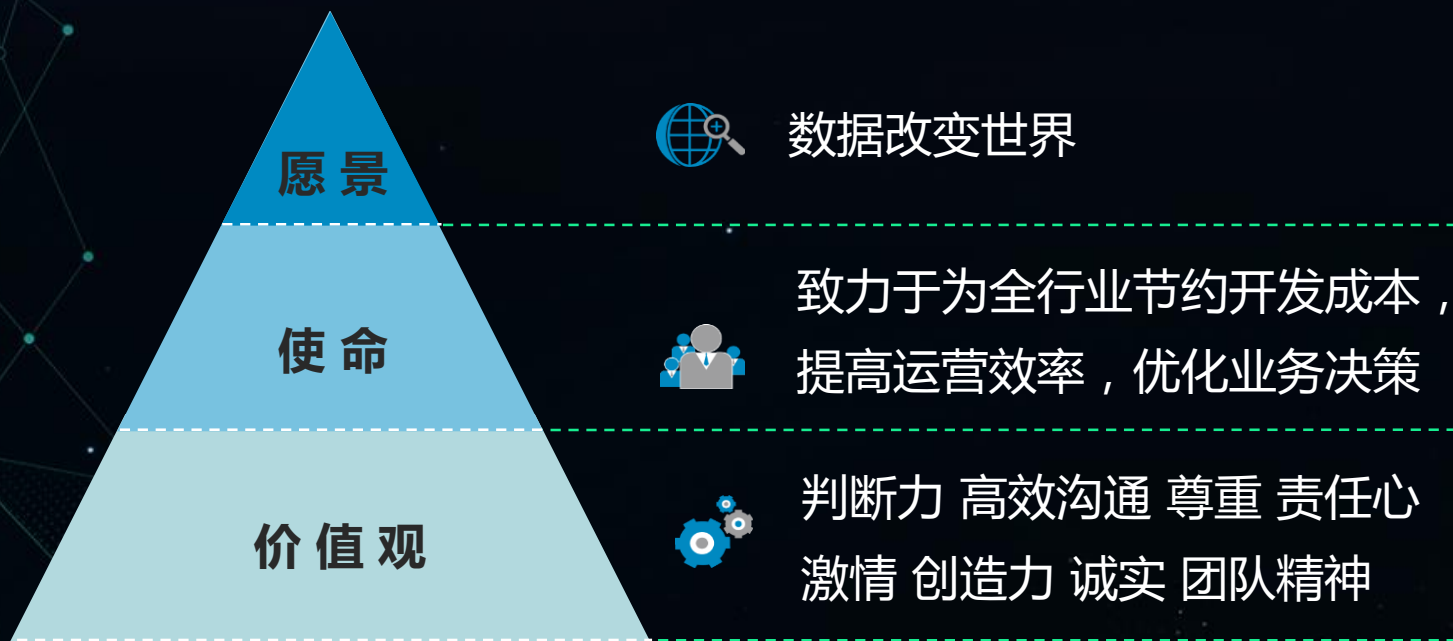 愿景
数据改变世界
使命
致力于为全行业节约开发成本，
提高运营效率，优化业务决策
价值观
判断力 高效沟通 尊重 责任心
激情 创造力 诚实 团队精神